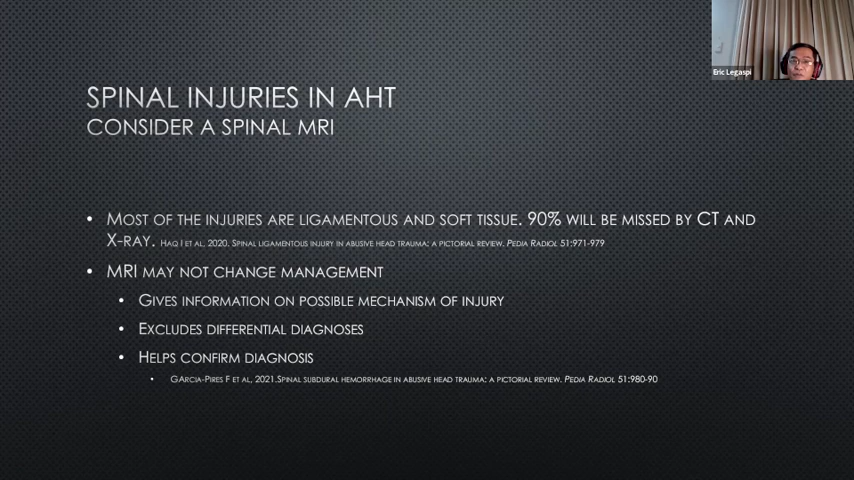 Eric Legaspi
SPINAL INJURIES IN AHT
CONSIDER A SPINAL MRI
• MOST OF THE INJURIES ARE LIGAMENTOUS AND SOFT TISSUE. 90% WILL BE MISSED BY CT AND
X-RAY. HAQ I ET AL, 2020. SPINAL LIGAMENTOUS INJURY IN ABUSIVE HEAD TRAUMA: A PICTORIAL REVIEW. PEDIA RADIOL 51:971-979
• MRI MAY NOT CHANGE MANAGEMENT
• GIVES INFORMATION ON POSSIBLE MECHANISM OF INJURY
• EXCLUDES DIFFERENTIAL DIAGNOSES
• HELPS CONFIRM DIAGNOSIS
• GARCIA-PIRES F ET AL, 2021.SPINAL SUBDURAL HEMORRHAGE IN ABUSIVE HEAD TRAUMA: A PICTORIAL REVIEW. PEDIA RADIOL 51:980-90